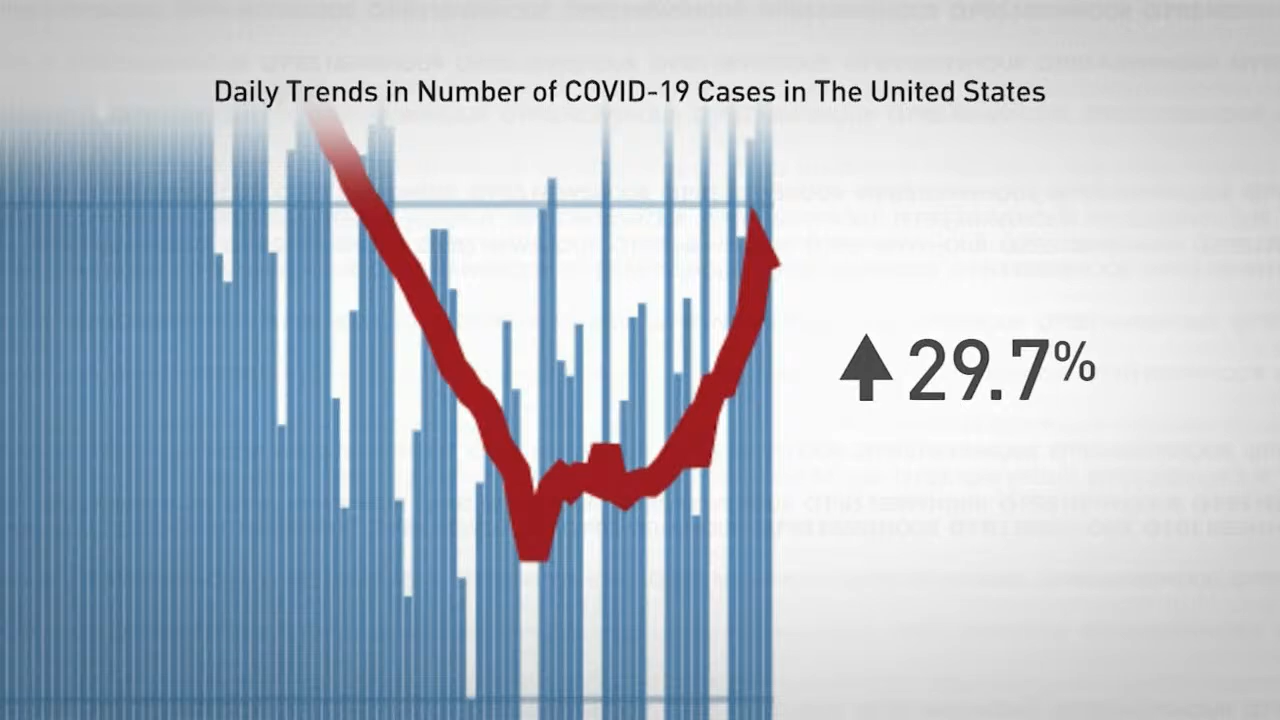 Daily Trends in Number of COVID-19 Cases in The United States
29.7%